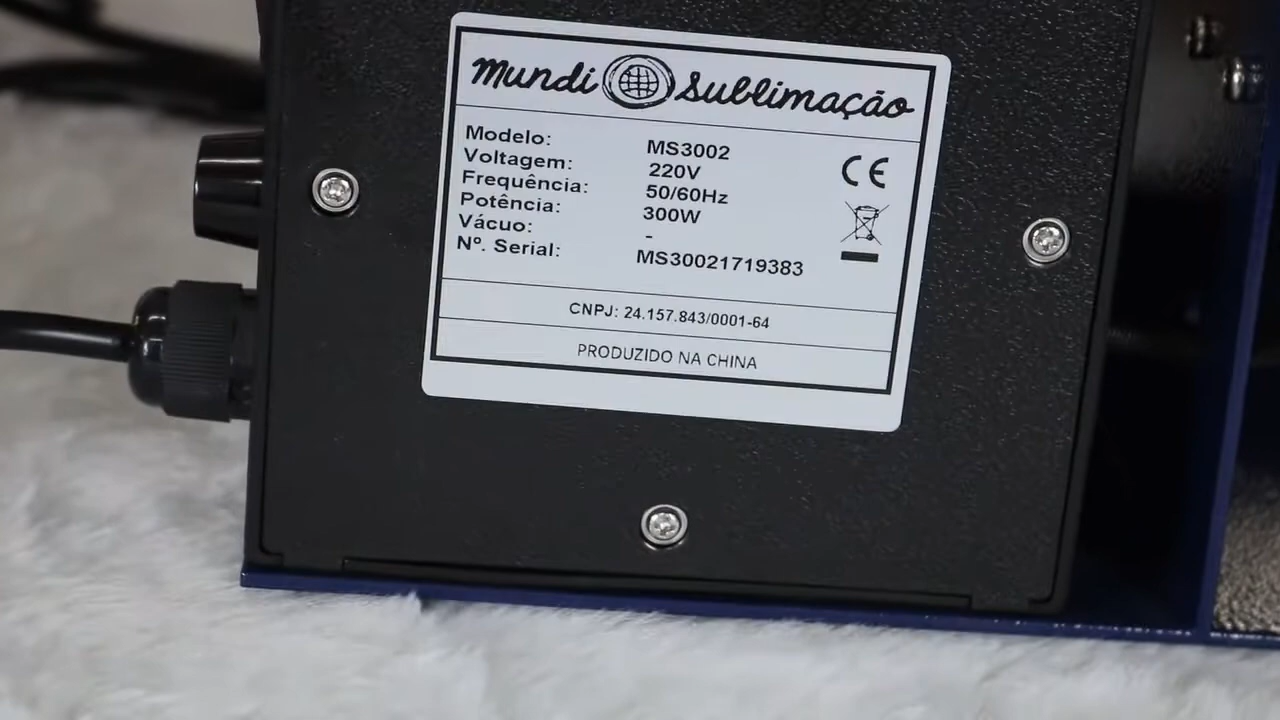 mundi sublimação
Modelo: MS3002
Voltagem: 220V
Frequência: 50/60Hz
Potência: 300W
Vácuo: -
Nº. Serial: MS30021719383
CE
CNPJ: 24.157.843/0001-64
PRODUZIDO NA CHINA